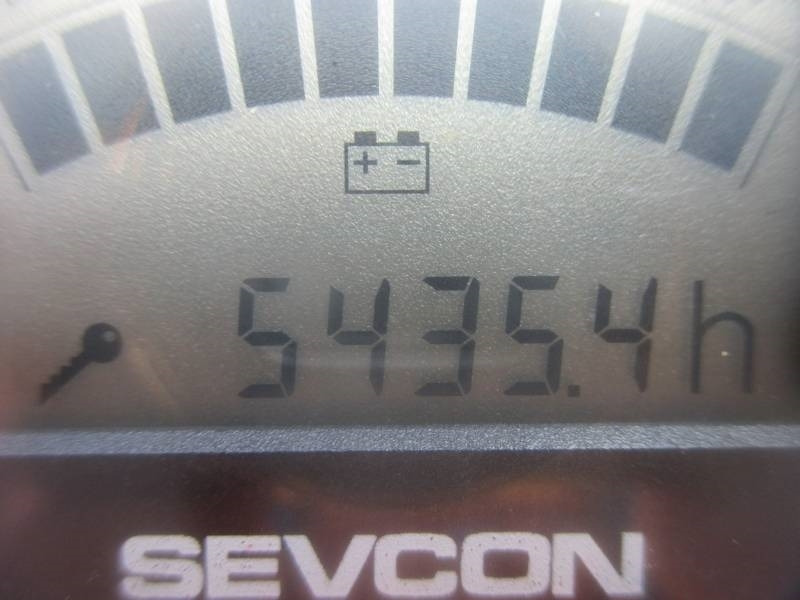 + -
5435.4h
SEVCON